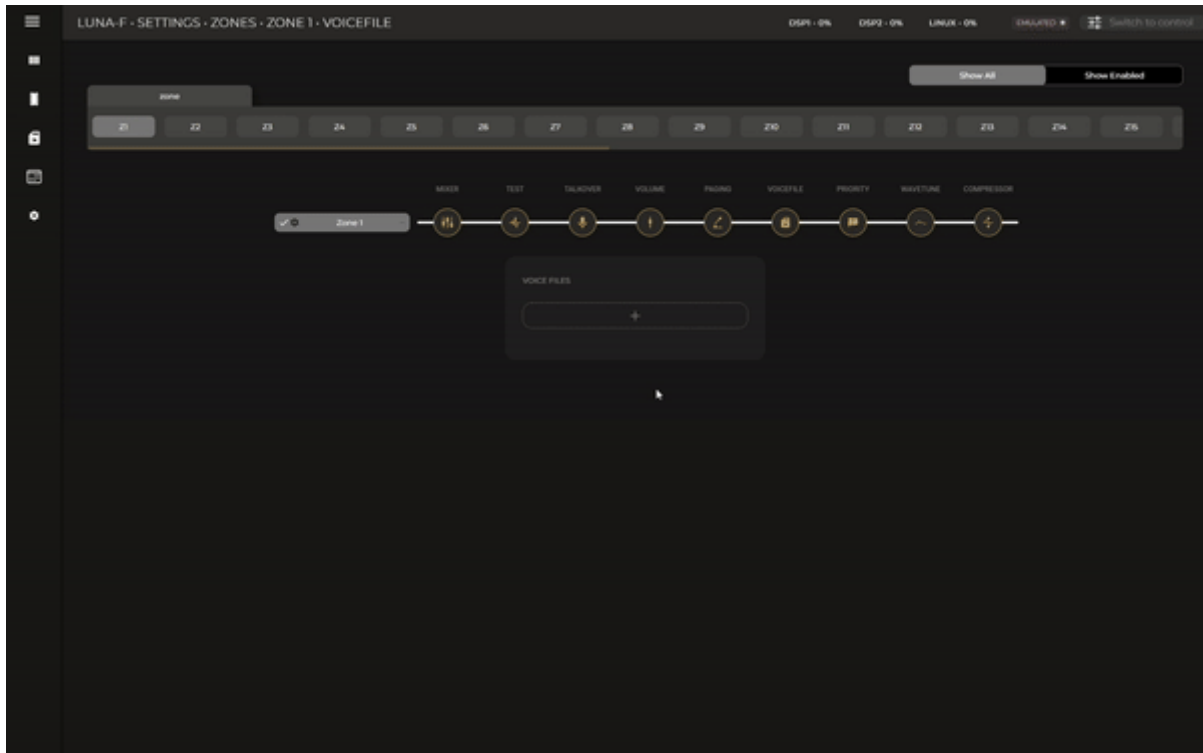 LUNA-F • SETTINGS • ZONES • ZONE 1 • VOICEFILE
DSP1 - 0% DSP2 - 0% LINUX - 0% EMULATED Switch to control
Show All Show Enabled
zone
Z1 Z2 Z3 Z4 Z5 Z6 Z7 Z8 Z9 Z10 Z11 Z12 Z13 Z14 Z15
MIXER TEST TALKOVER VOLUME PAGING VOICEFILE PRIORITY WAVETUNE COMPRESSOR
Zone 1
VOICE FILES
+